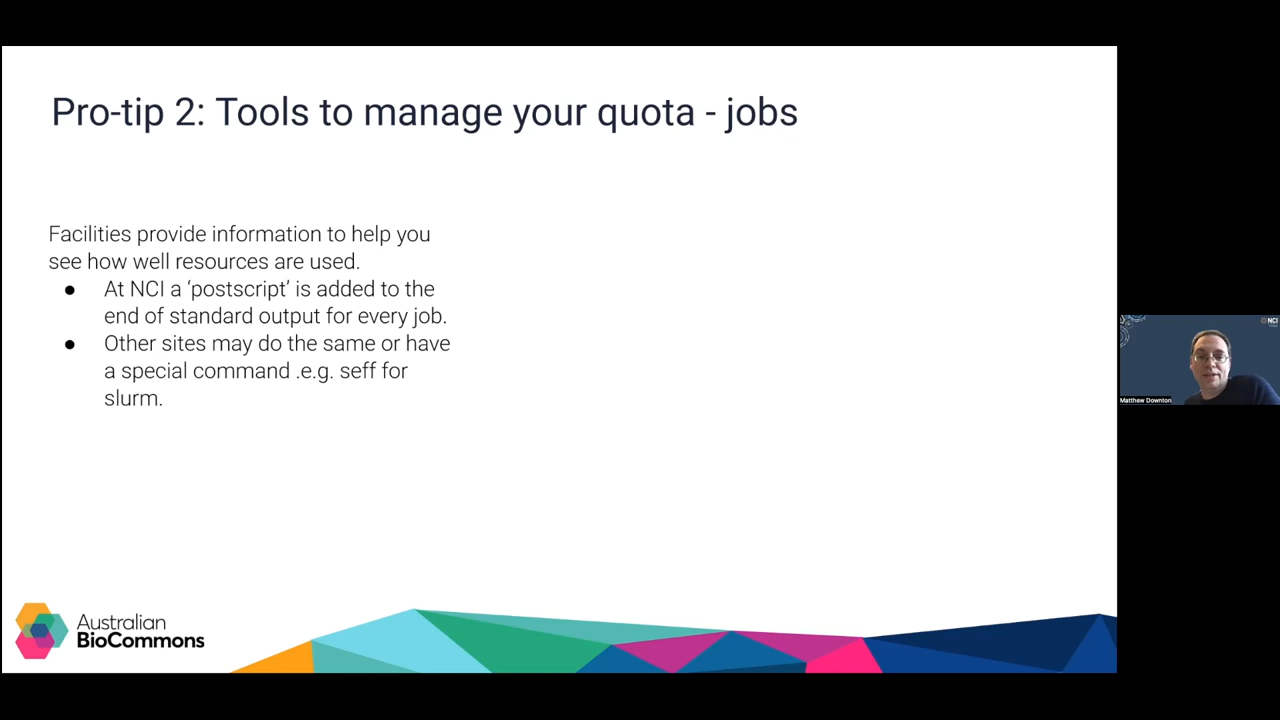 Pro-tip 2: Tools to manage your quota - jobs
Facilities provide information to help you
see how well resources are used.
● At NCI a ‘postscript’ is added to the
end of standard output for every job.
● Other sites may do the same or have
a special command .e.g. seff for
slurm.
NCI
Matthew Downton
Australian
BioCommons